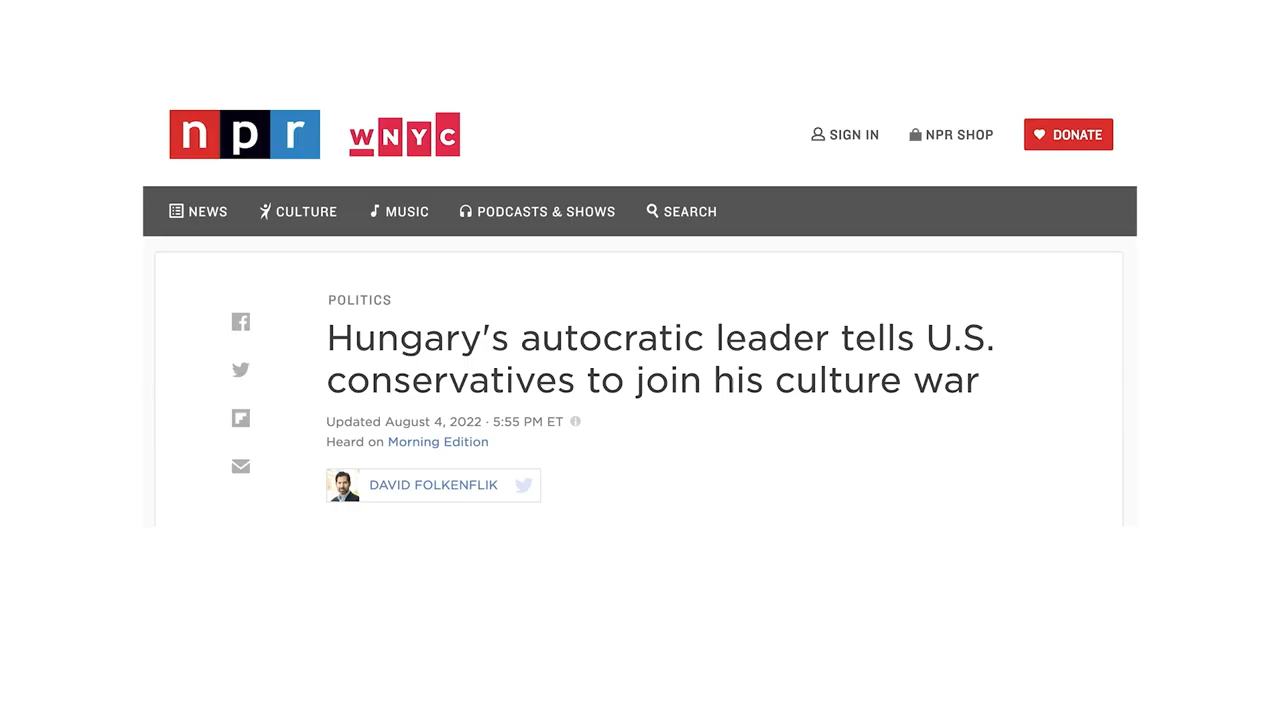 npr WNYC SIGN IN NPR SHOP DONATE
NEWS CULTURE MUSIC PODCASTS & SHOWS SEARCH
POLITICS
Hungary's autocratic leader tells U.S.
conservatives to join his culture war
Updated August 4, 2022 · 5:55 PM ET
Heard on Morning Edition
DAVID FOLKENFLIK